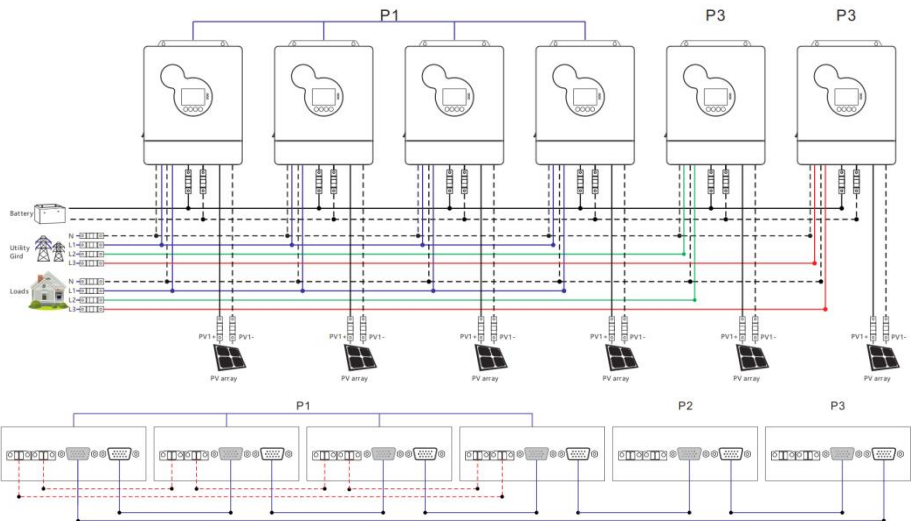 P1 P3 P3
Battery
N
L1
Utility
Gird
L2
L3
N
Loads
L1
L2
L3
PV1+ PV1- PV1+ PV1- PV1+ PV1- PV1+ PV1- PV1+ PV1- PV1+ PV1-
PV array PV array PV array PV array PV array PV array
P1 P2 P3